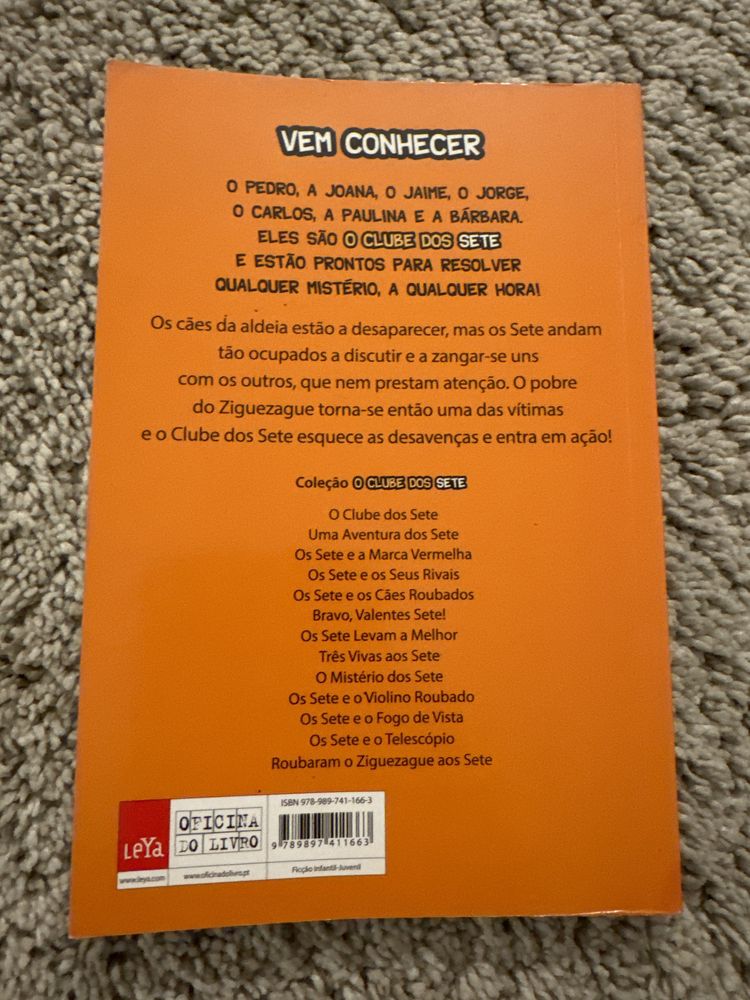 VEM CONHECER
O PEDRO, A JOANA, O JAIME, O JORGE,
O CARLOS, A PAULINA E A BÁRBARA.
ELES SÃO O CLUBE DOS SETE
E ESTÃO PRONTOS PARA RESOLVER
QUALQUER MISTÉRIO, A QUALQUER HORA!
Os cães da aldeia estão a desaparecer, mas os Sete andam
tão ocupados a discutir e a zangar-se uns
com os outros, que nem prestam atenção. O pobre
do Ziguezague torna-se então uma das vítimas
e o Clube dos Sete esquece as desavenças e entra em ação!
Coleção O CLUBE DOS SETE
O Clube dos Sete
Uma Aventura dos Sete
Os Sete e a Marca Vermelha
Os Sete e os Seus Rivais
Os Sete e os Cães Roubados
Bravo, Valentes Sete!
Os Sete Levam a Melhor
Três Vivas aos Sete
O Mistério dos Sete
Os Sete e o Violino Roubado
Os Sete e o Fogo de Vista
Os Sete e o Telescópio
Roubaram o Ziguezague aos Sete
LeYa
www.leya.com
OFICINA
DO LIVRO
www.oficinadolivro.pt
ISBN 978-989-741-166-3
9 789897 411663
Ficção Infantil-Juvenil